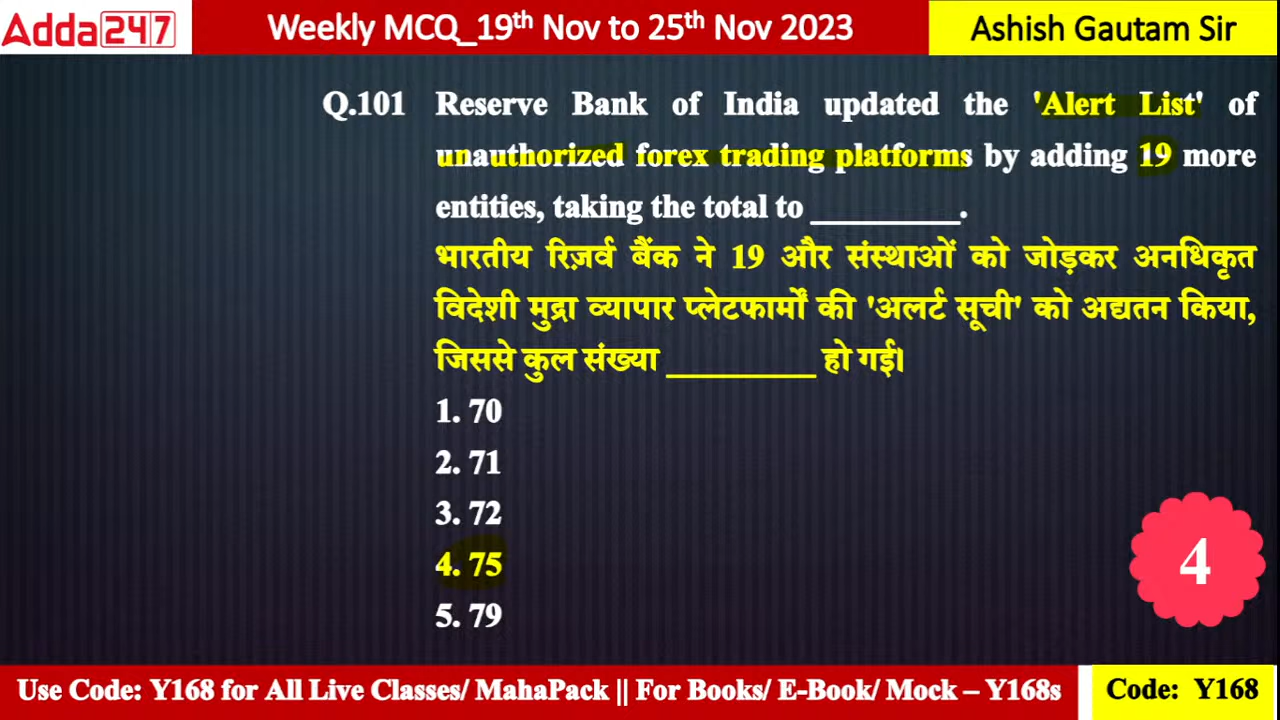 Adda247
Weekly MCQ_19th Nov to 25th Nov 2023
Ashish Gautam Sir
Q.101 Reserve Bank of India updated the 'Alert List' of
unauthorized forex trading platforms by adding 19 more
entities, taking the total to __________.
भारतीय रिज़र्व बैंक ने 19 और संस्थाओं को जोड़कर अनधिकृत
विदेशी मुद्रा व्यापार प्लेटफार्मों की 'अलर्ट सूची' को अद्यतन किया,
जिससे कुल संख्या __________ हो गई।
1. 70
2. 71
3. 72
4. 75
5. 79
4
Use Code: Y168 for All Live Classes/ MahaPack || For Books/ E-Book/ Mock – Y168s
Code: Y168